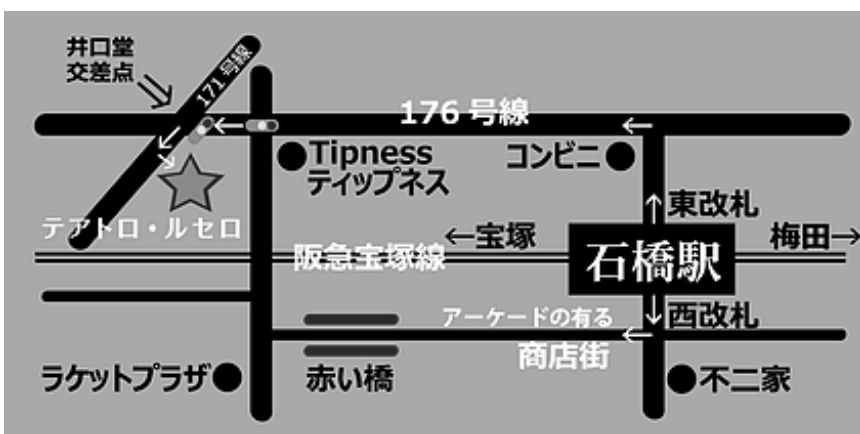 井口堂
交差点
171 号線
176 号線
Tipness
ティップネス
コンビニ
東改札
テアトロ・ルセロ
←宝塚
梅田→
阪急宝塚線
石橋駅
アーケードの有る
西改札
商店街
ラケットプラザ
赤い橋
不二家